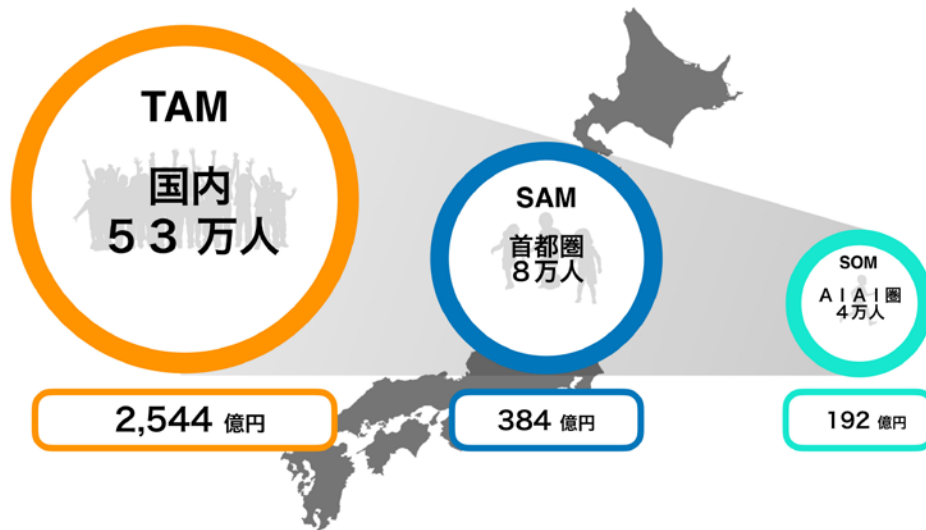 TAM
国内
５３ 万人
2,544 億円
SAM
首都圏
８万人
384 億円
SOM
ＡＩＡＩ圏
４万人
192 億円